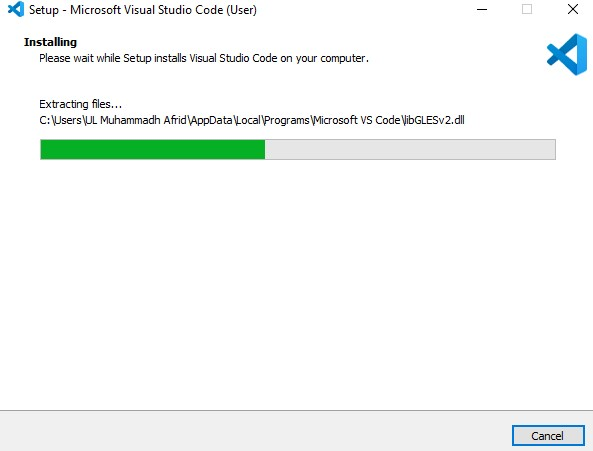 Setup - Microsoft Visual Studio Code (User)
Installing
Please wait while Setup installs Visual Studio Code on your computer.
Extracting files...
C:\Users\UL Muhammadh Afrid\AppData\Local\Programs\Microsoft VS Code\libGLESv2.dll
Cancel